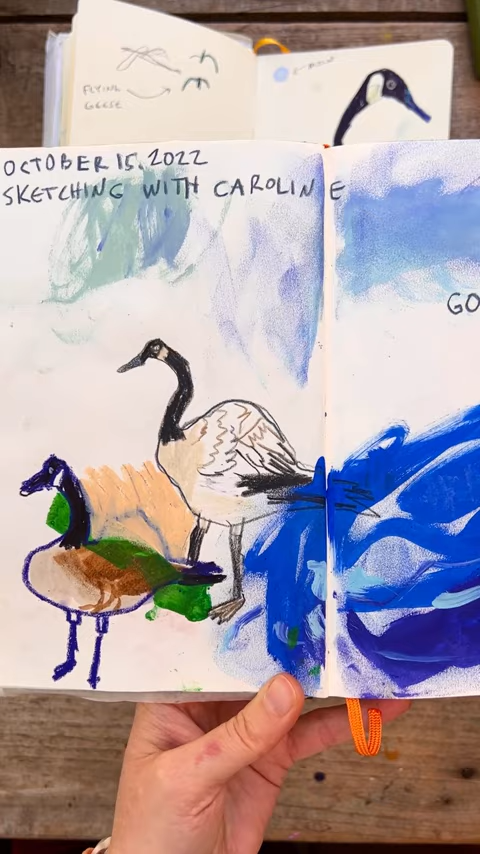 FLYING
GEESE
OCTOBER 15, 2022
SKETCHING WITH CAROLINE
GO